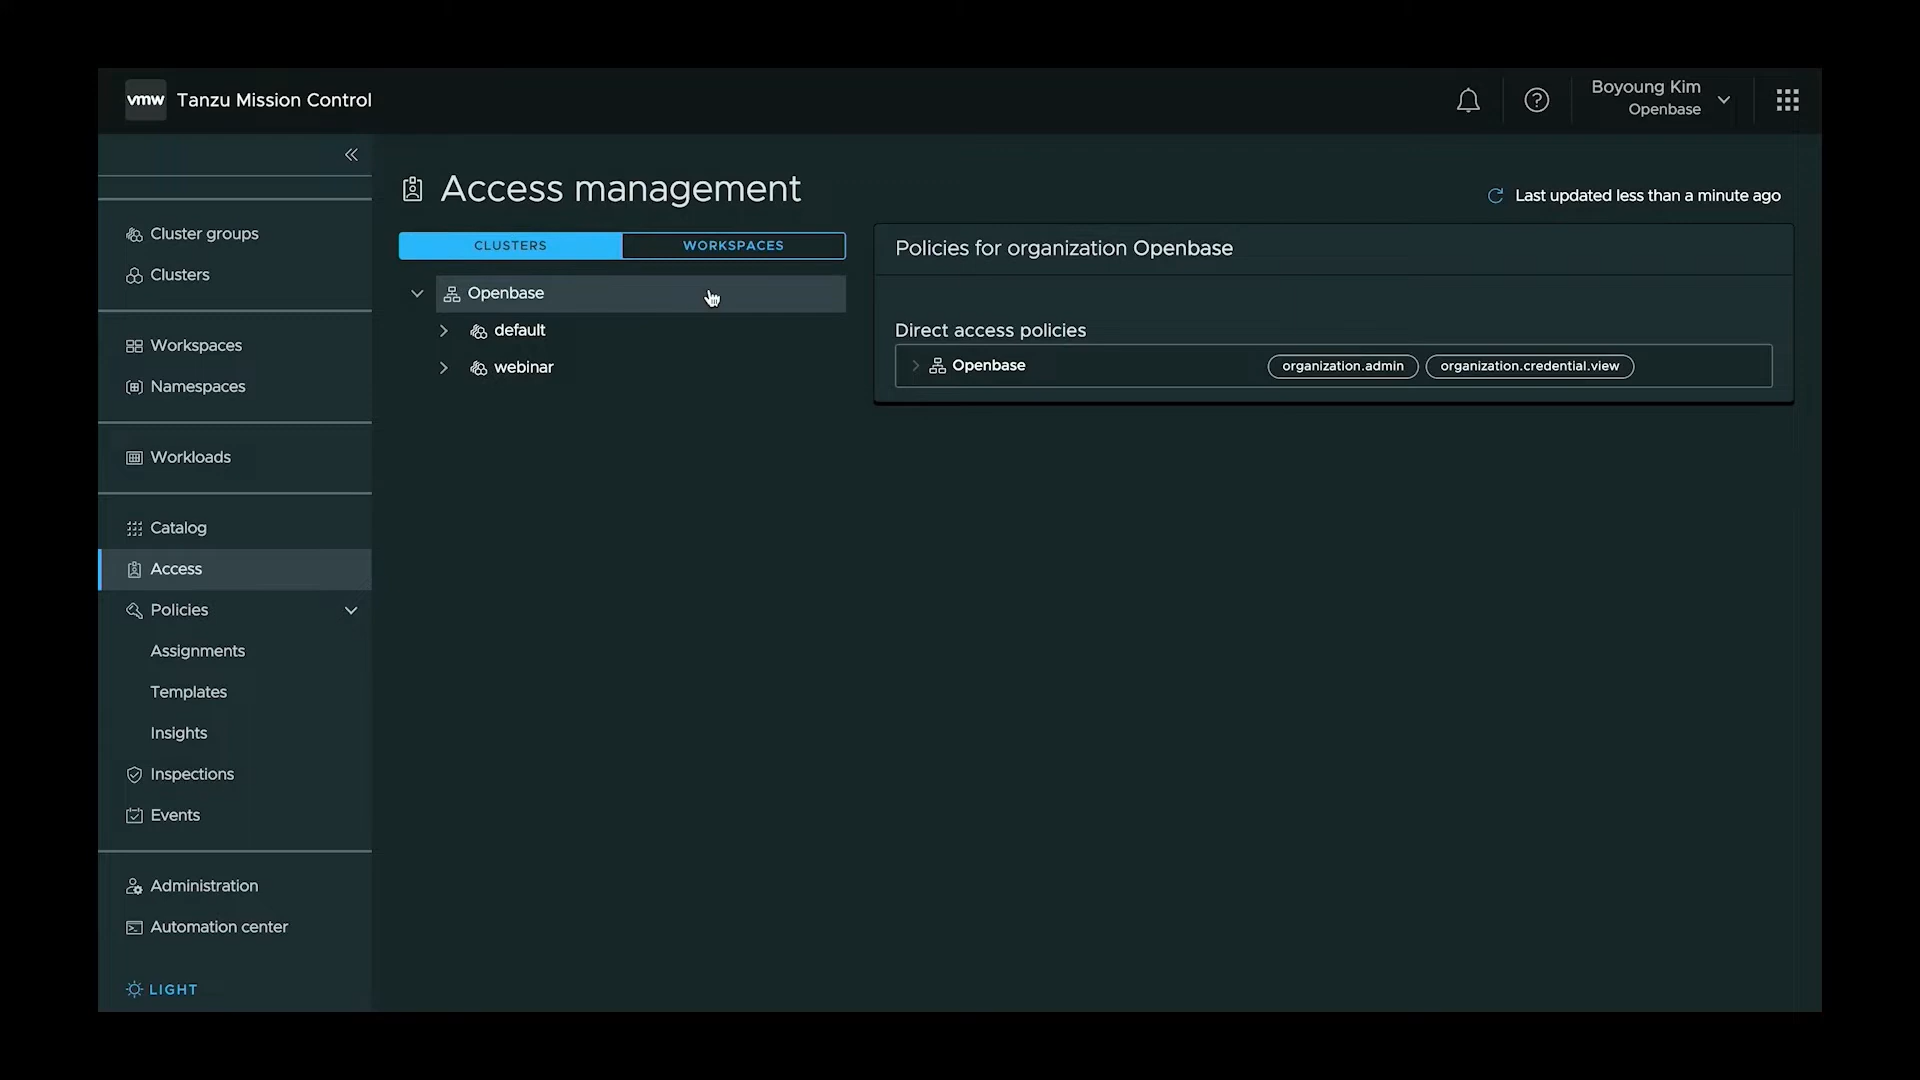 vmw Tanzu Mission Control
Boyoung Kim
Openbase
Cluster groups
Clusters
Workspaces
Namespaces
Workloads
Catalog
Access
Policies
Assignments
Templates
Insights
Inspections
Events
Administration
Automation center
LIGHT
Access management
Last updated less than a minute ago
CLUSTERS WORKSPACES
Openbase
default
webinar
Policies for organization Openbase
Direct access policies
Openbase organization.admin organization.credential.view